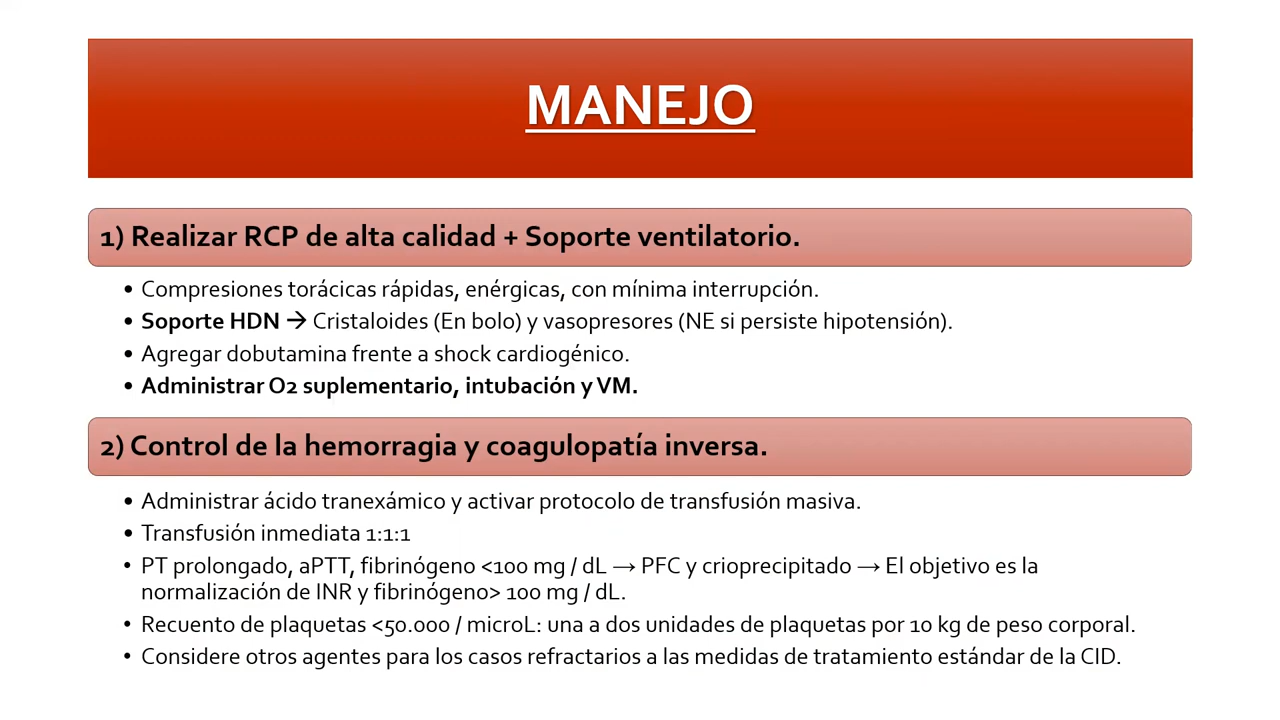 MANEJO
1) Realizar RCP de alta calidad + Soporte ventilatorio.
• Compresiones torácicas rápidas, enérgicas, con mínima interrupción.
• Soporte HDN → Cristaloides (En bolo) y vasopresores (NE si persiste hipotensión).
• Agregar dobutamina frente a shock cardiogénico.
• Administrar O2 suplementario, intubación y VM.
2) Control de la hemorragia y coagulopatía inversa.
• Administrar ácido tranexámico y activar protocolo de transfusión masiva.
• Transfusión inmediata 1:1:1
• PT prolongado, aPTT, fibrinógeno <100 mg / dL → PFC y crioprecipitado → El objetivo es la
normalización de INR y fibrinógeno> 100 mg / dL.
• Recuento de plaquetas <50.000 / microL: una a dos unidades de plaquetas por 10 kg de peso corporal.
• Considere otros agentes para los casos refractarios a las medidas de tratamiento estándar de la CID.